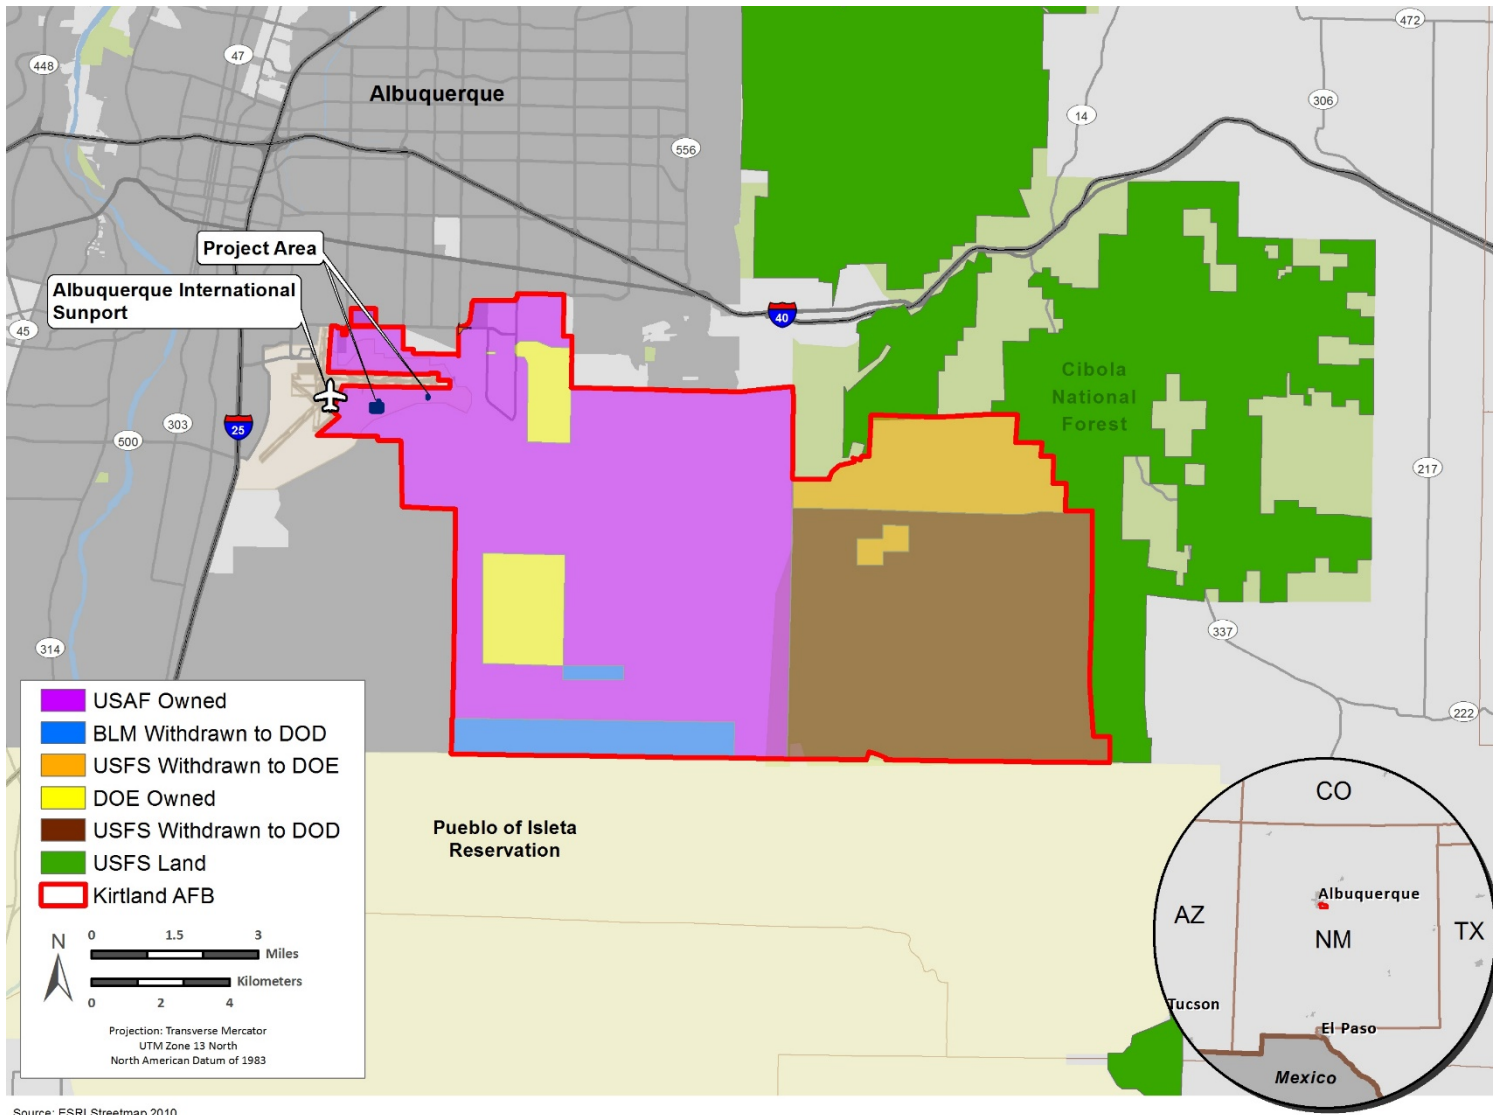 472
448
47
Albuquerque
306
14
556
Project Area
Albuquerque International
Sunport
45
40
Cibola
National
Forest
303
25
500
217
314
337
222
USAF Owned
BLM Withdrawn to DOD
USFS Withdrawn to DOE
DOE Owned
USFS Withdrawn to DOD
USFS Land
Kirtland AFB
Pueblo of Isleta
Reservation
N
0 1.5 3
Miles
Kilometers
0 2 4
Projection: Transverse Mercator
UTM Zone 13 North
North American Datum of 1983
CO
Albuquerque
AZ
NM
TX
Tucson
El Paso
Mexico
Source: ESRI Streetmap 2010